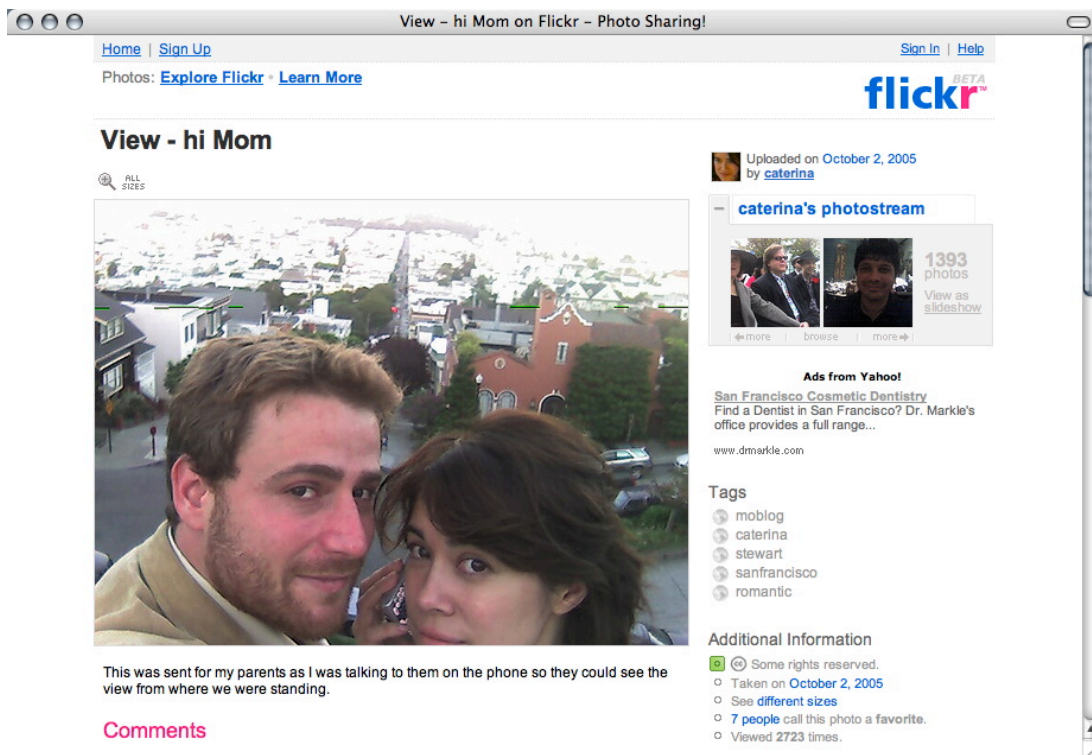 View – hi Mom on Flickr – Photo Sharing!
Home | Sign Up
Sign In | Help
Photos: Explore Flickr • Learn More
flickr™ BETA
View - hi Mom
ALL
SIZES
Uploaded on October 2, 2005
by caterina
caterina's photostream
1393
photos
View as
slideshow
more | browse | more
Ads from Yahoo!
San Francisco Cosmetic Dentistry
Find a Dentist in San Francisco? Dr. Markle's
office provides a full range...
www.drmarkle.com
Tags
moblog
caterina
stewart
sanfrancisco
romantic
Additional Information
cc Some rights reserved.
Taken on October 2, 2005
See different sizes
7 people call this photo a favorite.
Viewed 2723 times.
This was sent for my parents as I was talking to them on the phone so they could see the
view from where we were standing.
Comments